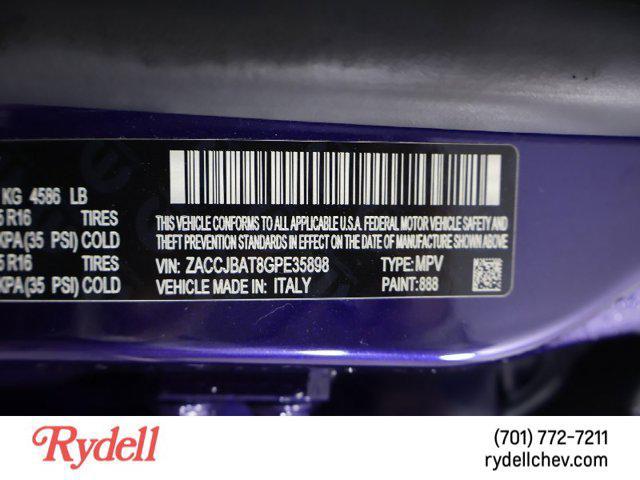 KG 4586 LB
5 R16 TIRES
KPA(35 PSI) COLD
5 R16 TIRES
KPA(35 PSI) COLD
THIS VEHICLE CONFORMS TO ALL APPLICABLE U.S.A. FEDERAL MOTOR VEHICLE SAFETY AND
THEFT PREVENTION STANDARDS IN EFFECT ON THE DATE OF MANUFACTURE SHOWN ABOVE.
VIN: ZACCJBAT8GPE35898 TYPE: MPV
VEHICLE MADE IN: ITALY PAINT: 888
Rydell
(701) 772-7211
rydellchev.com